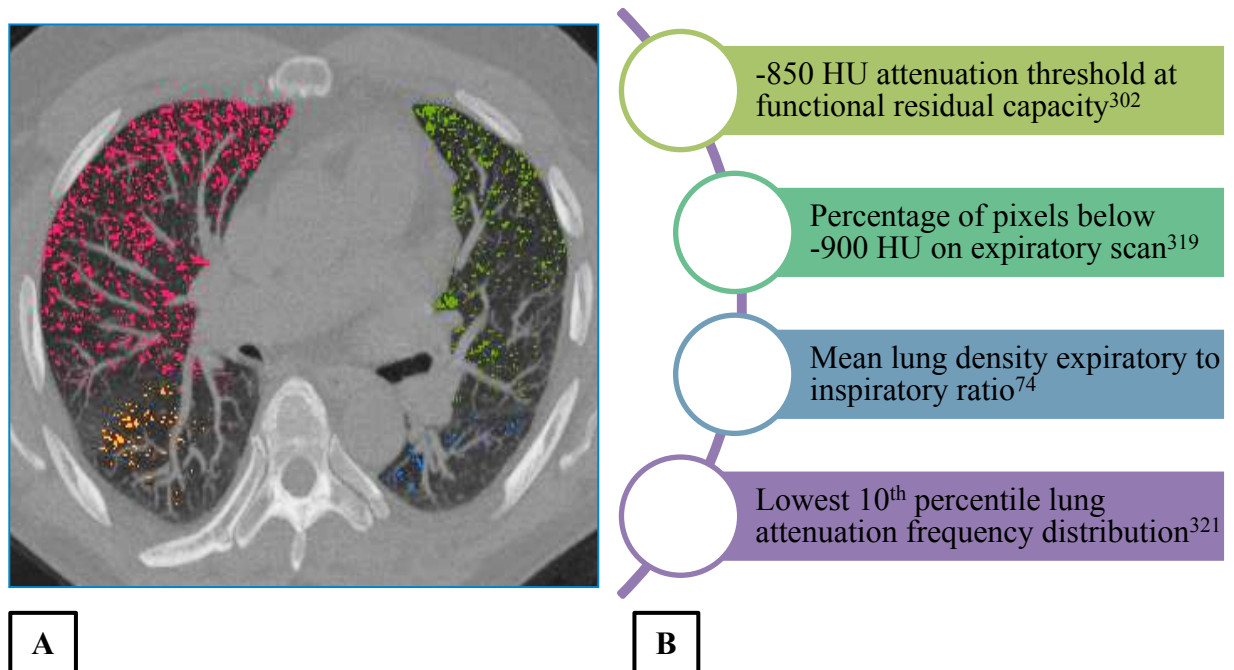 -850 HU attenuation threshold at
functional residual capacity302
Percentage of pixels below
-900 HU on expiratory scan319
Mean lung density expiratory to
inspiratory ratio74
Lowest 10th percentile lung
attenuation frequency distribution321
A
B